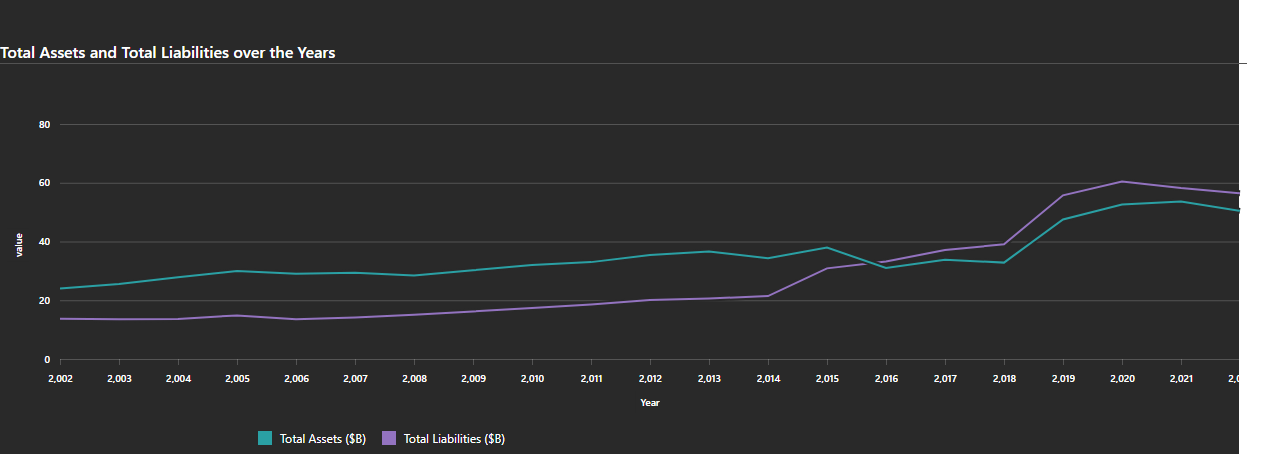 Total Assets and Total Liabilities over the Years
80
60
40
20
0
value
2,002 2,003 2,004 2,005 2,006 2,007 2,008 2,009 2,010 2,011 2,012 2,013 2,014 2,015 2,016 2,017 2,018 2,019 2,020 2,021
Year
Total Assets ($B) Total Liabilities ($B)